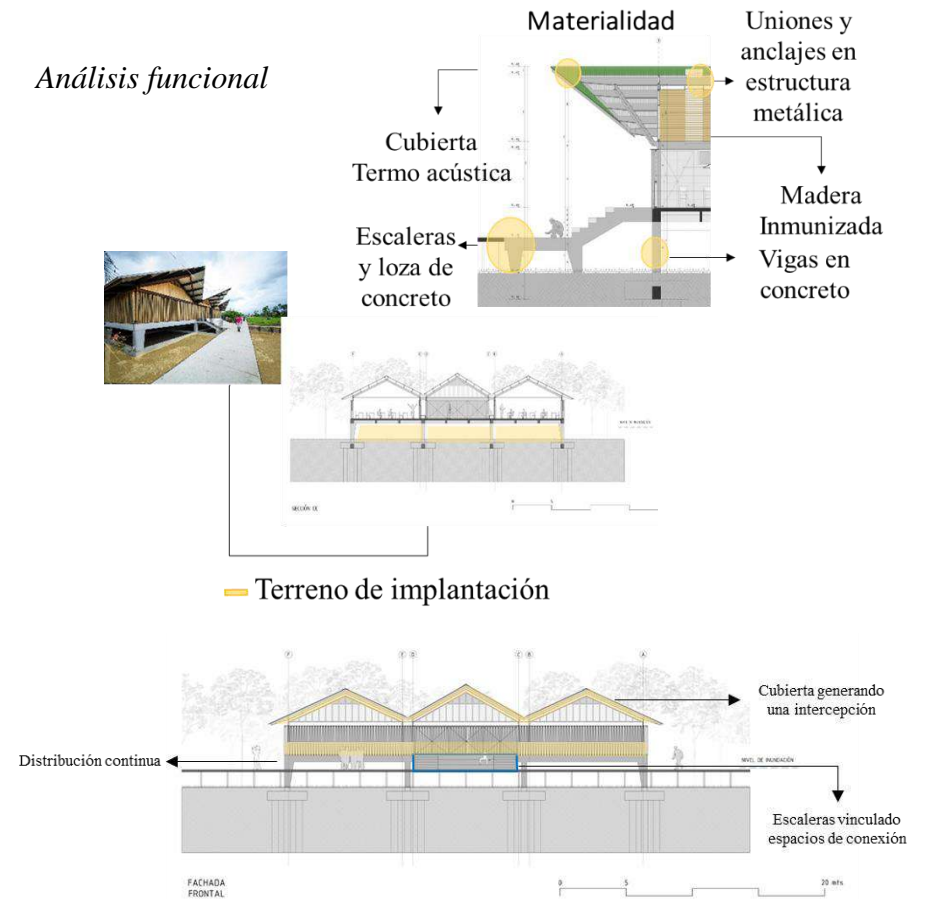 Materialidad
Análisis funcional
Uniones y
anclajes en
estructura
metálica
Cubierta
Termo acústica
Madera
Inmunizada
Escaleras
y loza de
concreto
Vigas en
concreto
SECCIÓN DE
Terreno de implantación
F
E
D
C
B
A
Cubierta generando
una intercepción
Distribución continua
NIVEL DE INUNDACIÓN
Escaleras vinculado
espacios de conexión
FACHADA
FRONTAL
0 5 20 mts